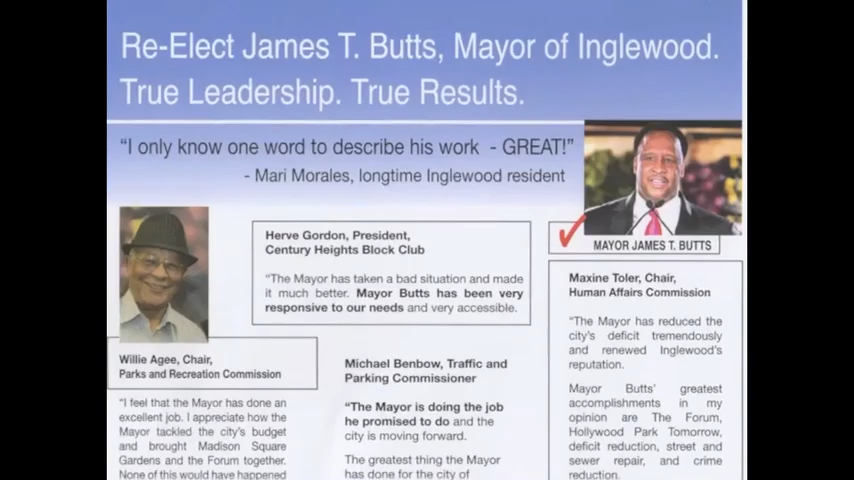 Re-Elect James T. Butts, Mayor of Inglewood.
True Leadership. True Results.
“I only know one word to describe his work - GREAT!”
- Mari Morales, longtime Inglewood resident
MAYOR JAMES T. BUTTS
Herve Gordon, President,
Century Heights Block Club
“The Mayor has taken a bad situation and made
it much better. Mayor Butts has been very
responsive to our needs and very accessible.
Willie Agee, Chair,
Parks and Recreation Commission
“I feel that the Mayor has done an
excellent job. I appreciate how the
Mayor tackled the city’s budget
and brought Madison Square
Gardens and the Forum together.
None of this would have happened
Michael Benbow, Traffic and
Parking Commissioner
“The Mayor is doing the job
he promised to do and the
city is moving forward.
The greatest thing the Mayor
has done for the city of
Maxine Toler, Chair,
Human Affairs Commission
“The Mayor has reduced the
city’s deficit tremendously
and renewed Inglewood’s
reputation.
Mayor Butts’ greatest
accomplishments in my
opinion are The Forum,
Hollywood Park Tomorrow,
deficit reduction, street and
sewer repair, and crime
reduction.